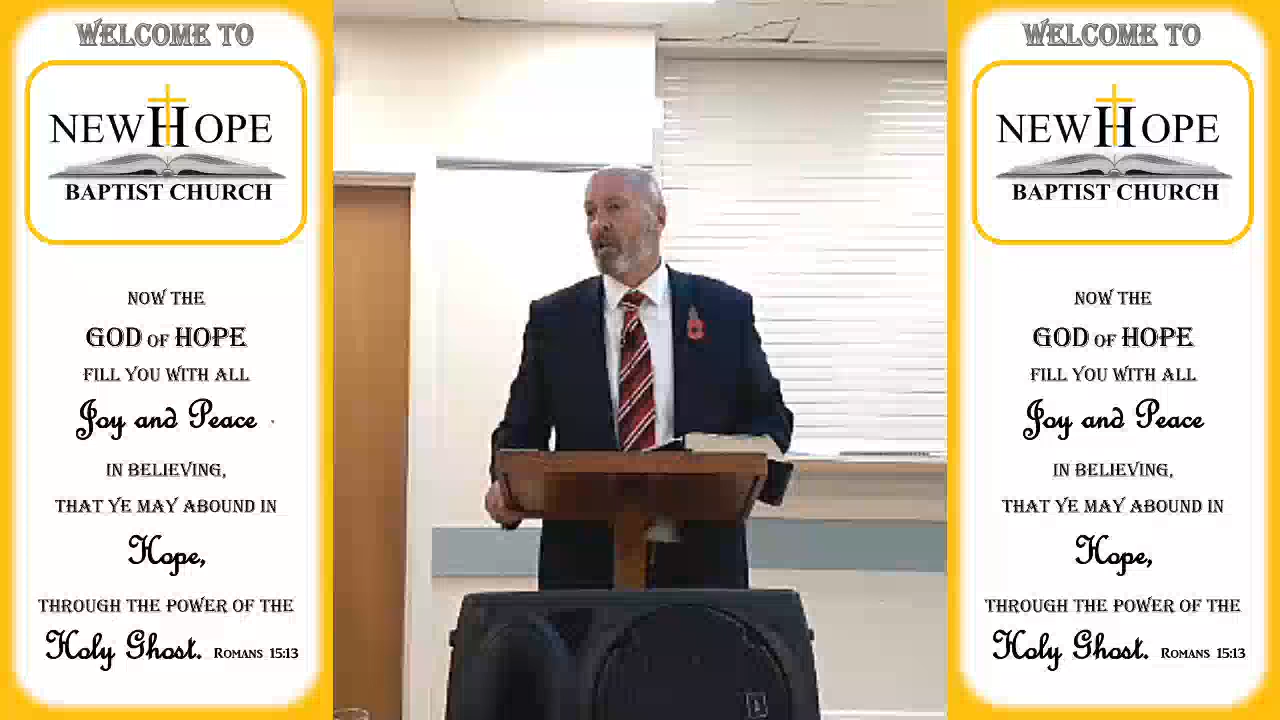 WELCOME TO
NEW HOPE
BAPTIST CHURCH
NOW THE
GOD OF HOPE
FILL YOU WITH ALL
Joy and Peace
IN BELIEVING,
THAT YE MAY ABOUND IN
Hope,
THROUGH THE POWER OF THE
Holy Ghost. ROMANS 15:13
WELCOME TO
NEW HOPE
BAPTIST CHURCH
NOW THE
GOD OF HOPE
FILL YOU WITH ALL
Joy and Peace
IN BELIEVING,
THAT YE MAY ABOUND IN
Hope,
THROUGH THE POWER OF THE
Holy Ghost. ROMANS 15:13